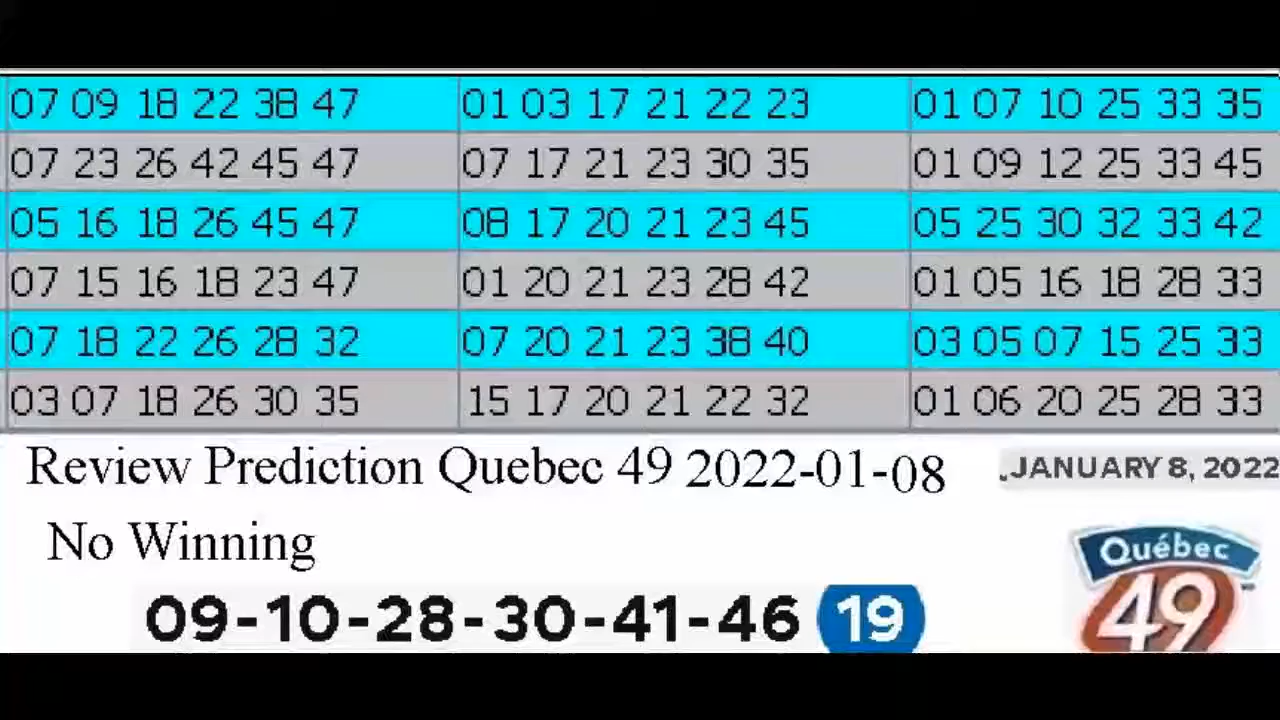 07 09 18 22 38 47 01 03 17 21 22 23 01 07 10 25 33 35
07 23 26 42 45 47 07 17 21 23 30 35 01 09 12 25 33 45
05 16 18 26 45 47 08 17 20 21 23 45 05 25 30 32 33 42
07 15 16 18 23 47 01 20 21 23 28 42 01 05 16 18 28 33
07 18 22 26 28 32 07 20 21 23 38 40 03 05 07 15 25 33
03 07 18 26 30 35 15 17 20 21 22 32 01 06 20 25 28 33
Review Prediction Quebec 49 2022-01-08
JANUARY 8, 2022
No Winning
Québec
49
09-10-28-30-41-46 19